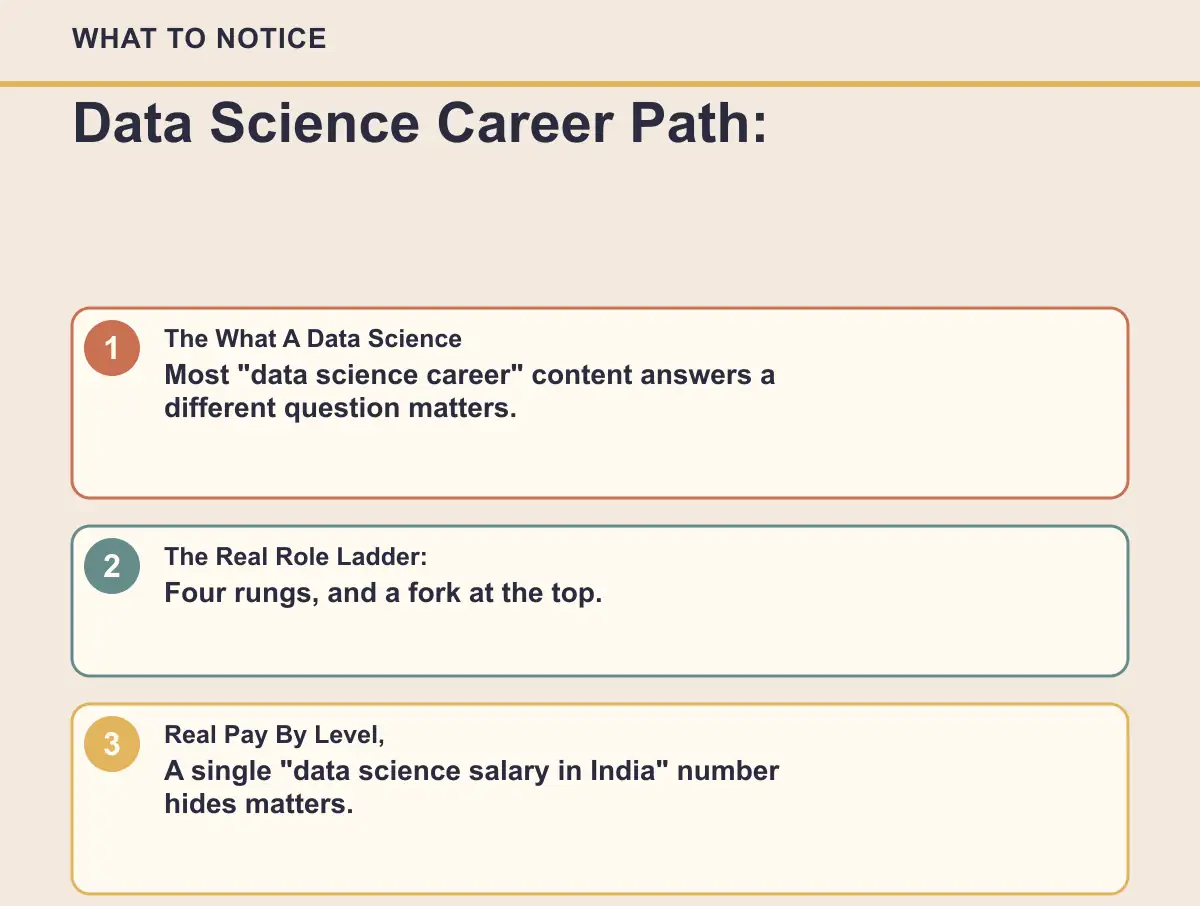 WHAT TO NOTICE
Data Science Career Path:
1
The What A Data Science
Most "data science career" content answers a
different question matters.
2
The Real Role Ladder:
Four rungs, and a fork at the top.
3
Real Pay By Level,
A single "data science salary in India" number
hides matters.